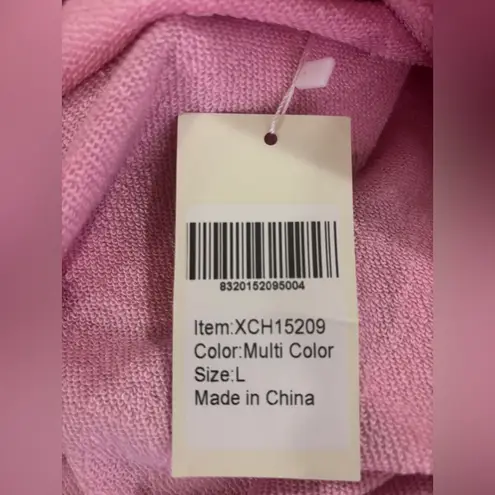 8320152095004
Item:XCH15209
Color:Multi Color
Size:L
Made in China